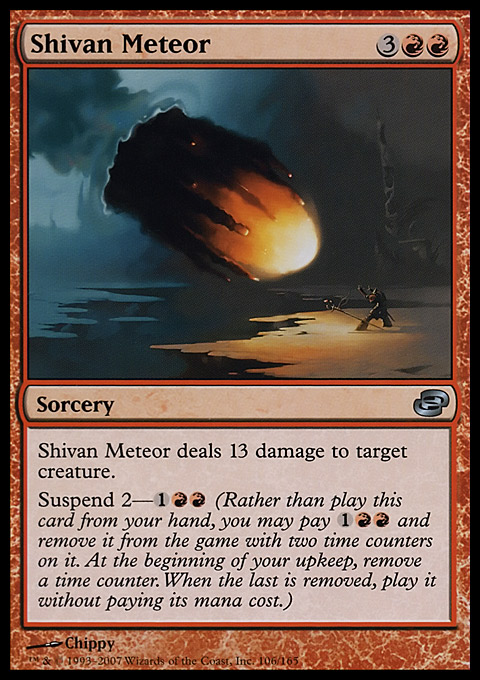 Shivan Meteor 3
Sorcery
Shivan Meteor deals 13 damage to target
creature.
Suspend 2—1 (Rather than play this
card from your hand, you may pay 1 and
remove it from the game with two time counters
on it. At the beginning of your upkeep, remove
a time counter. When the last is removed, play it
without paying its mana cost.)
Chippy
™ & © 1993–2007 Wizards of the Coast, Inc. 106/165